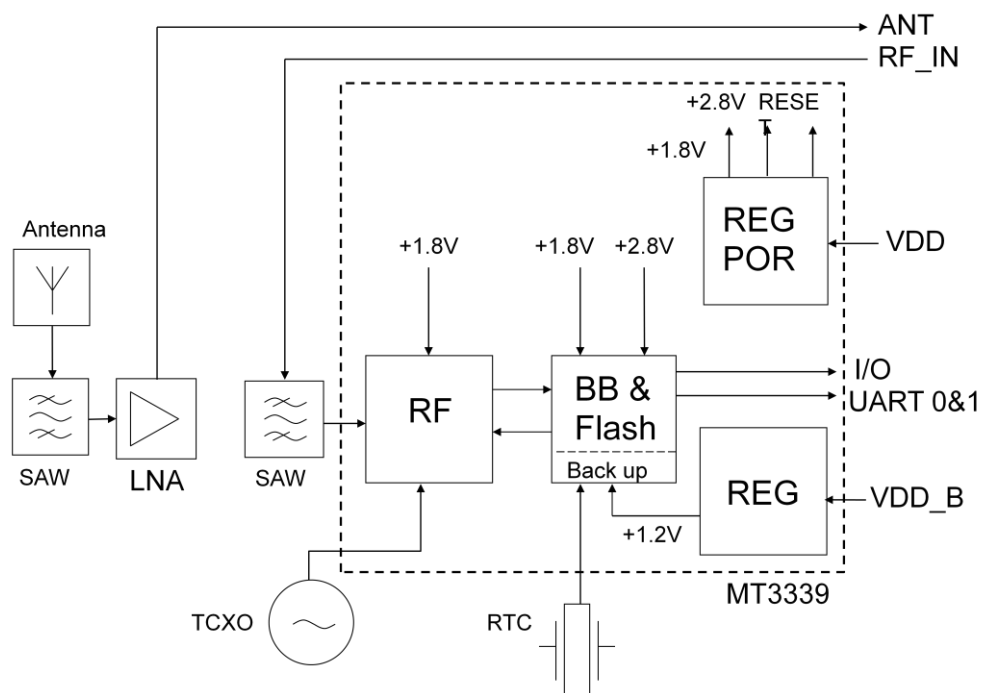 ANT
RF_IN
+2.8V RESE
T
+1.8V
REG
POR
VDD
Antenna
+1.8V
+1.8V
+2.8V
RF
BB &
Flash
Back up
I/O
UART 0&1
SAW
LNA
SAW
REG
VDD_B
+1.2V
MT3339
TCXO
RTC